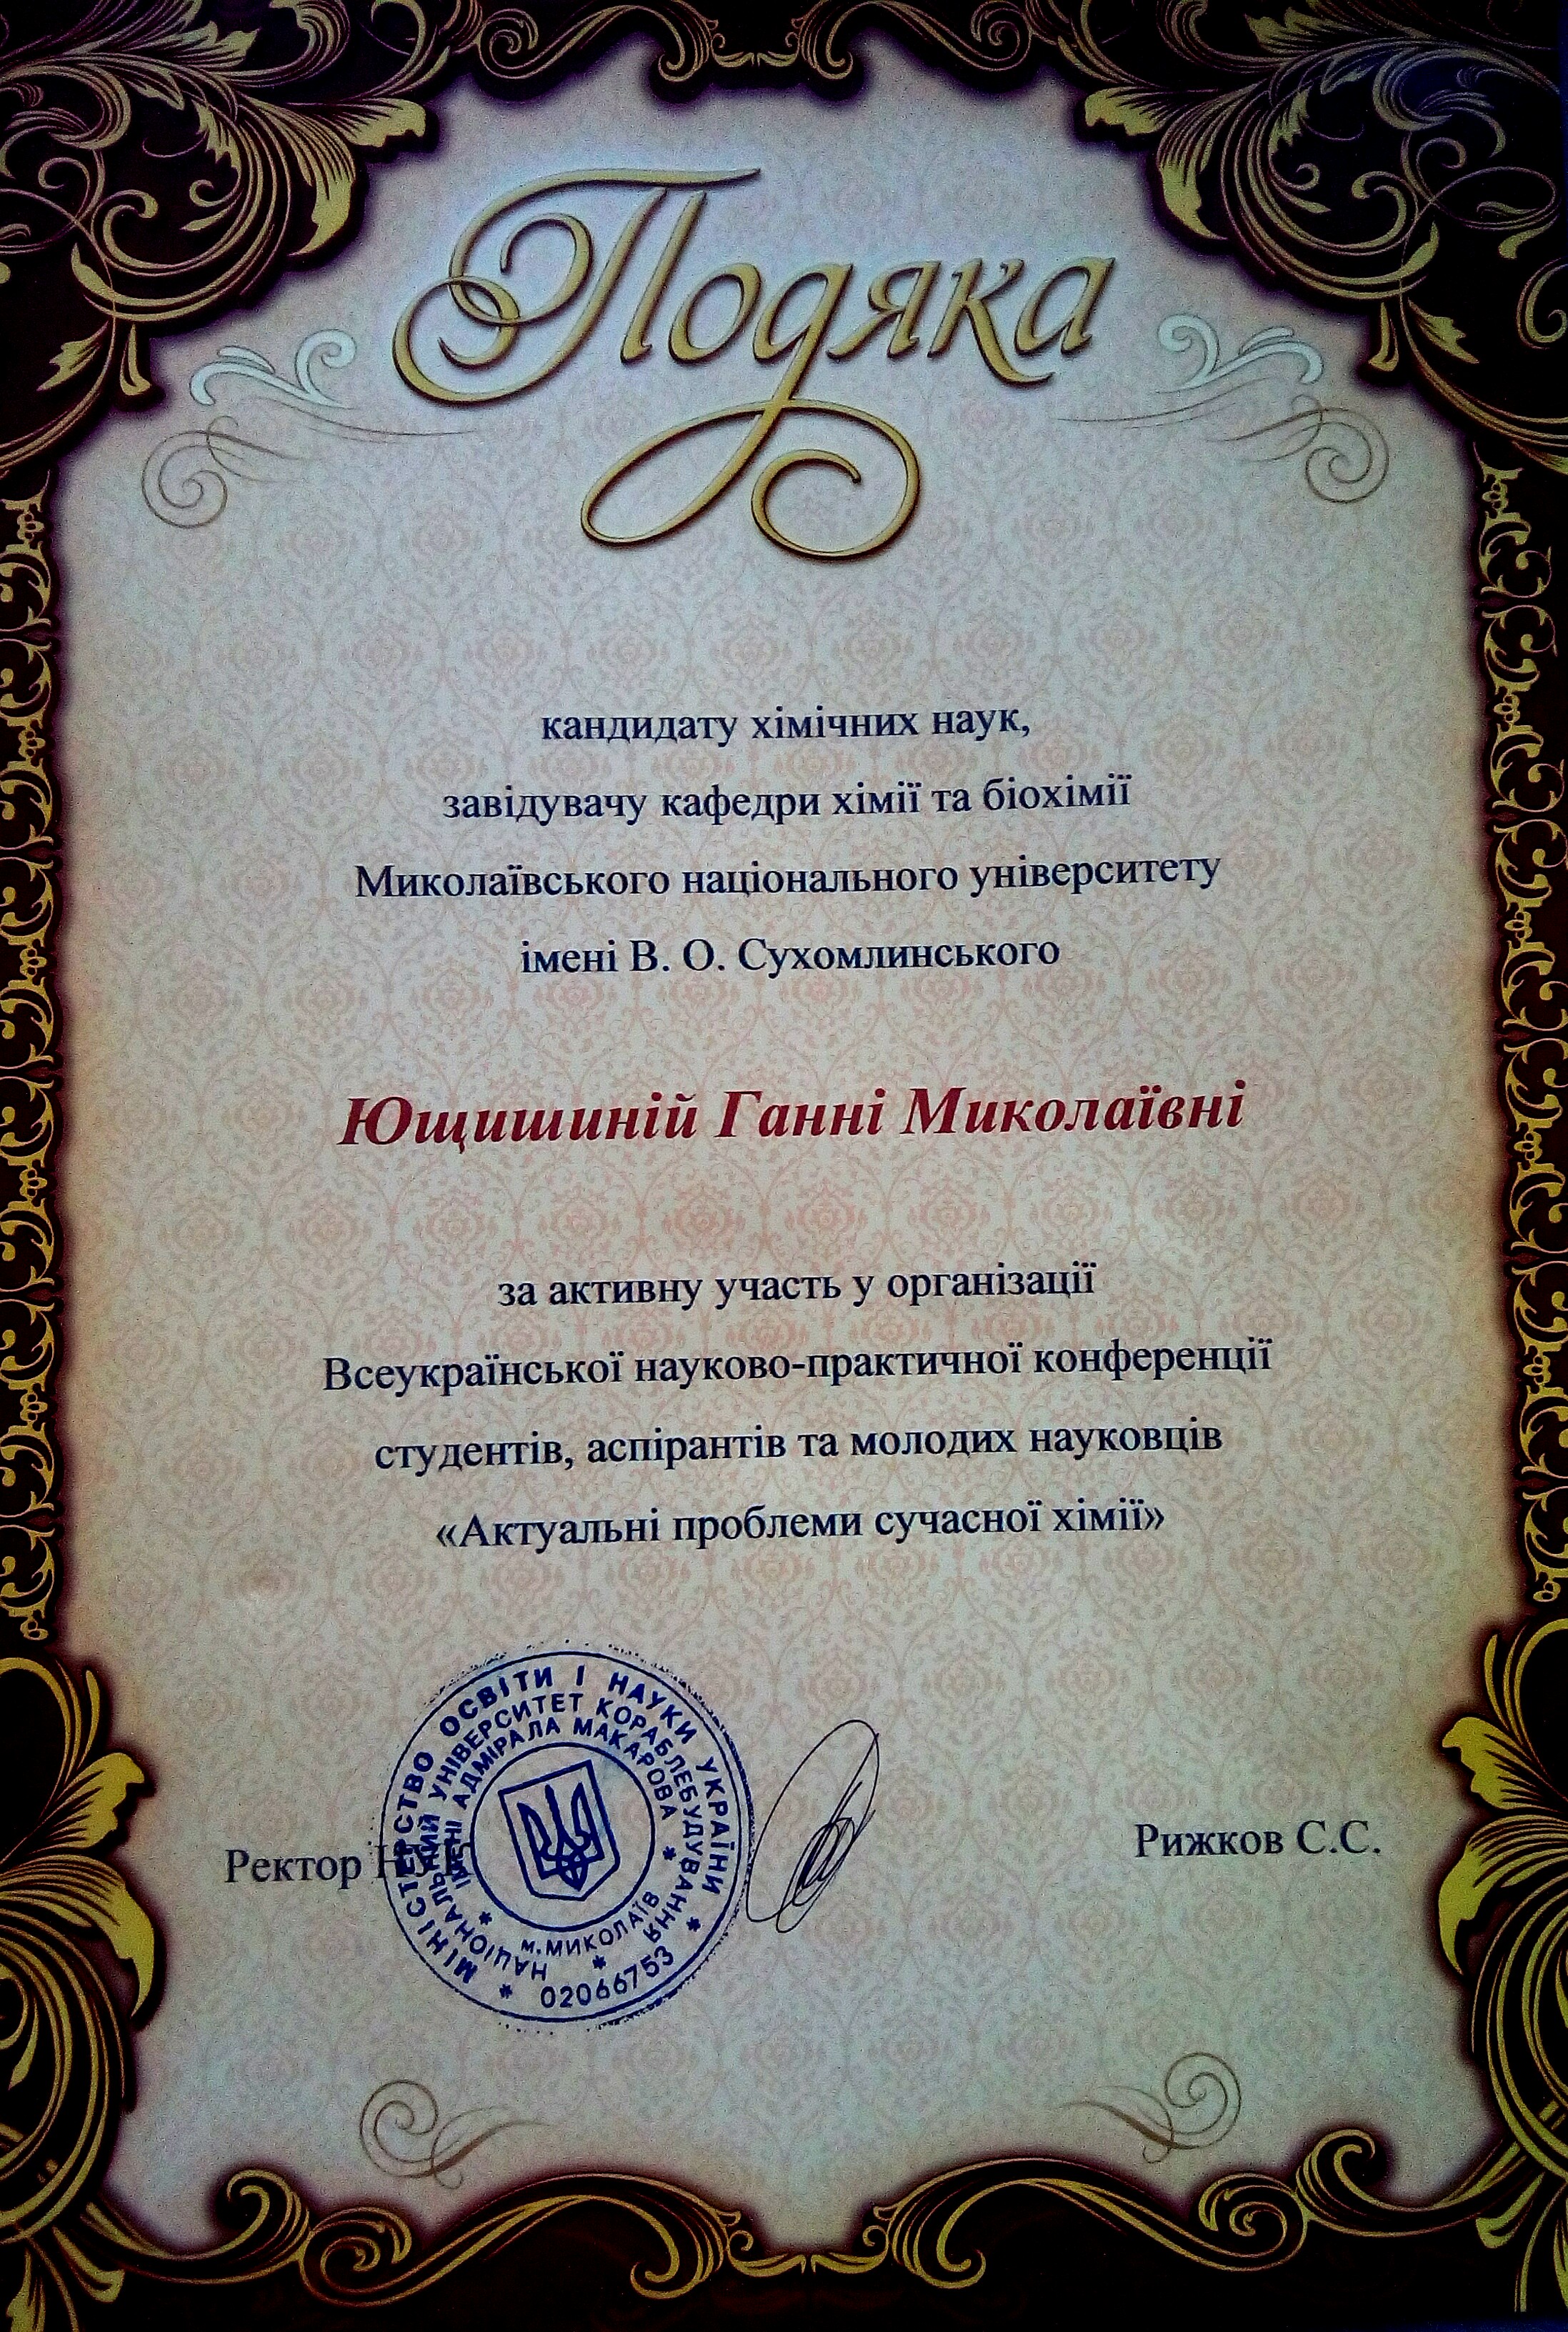 Подяка
кандидату хімічних наук,
завідувачу кафедри хімії та біохімії
Миколаївського національного університету
імені В. О. Сухомлинського
Ющишиній Ганні Миколаївні
за активну участь у організації
Всеукраїнської науково-практичної конференції
студентів, аспірантів та молодих науковців
«Актуальні проблеми сучасної хімії»
Ректор
Рижков С.С.
МІНІСТЕРСТВО ОСВІТИ І НАУКИ УКРАЇНИ
НАЦІОНАЛЬНИЙ УНІВЕРСИТЕТ КОРАБЛЕБУДУВАННЯ
ІМЕНІ АДМІРАЛА МАКАРОВА
м.МИКОЛАЇВ
* 02066753 *